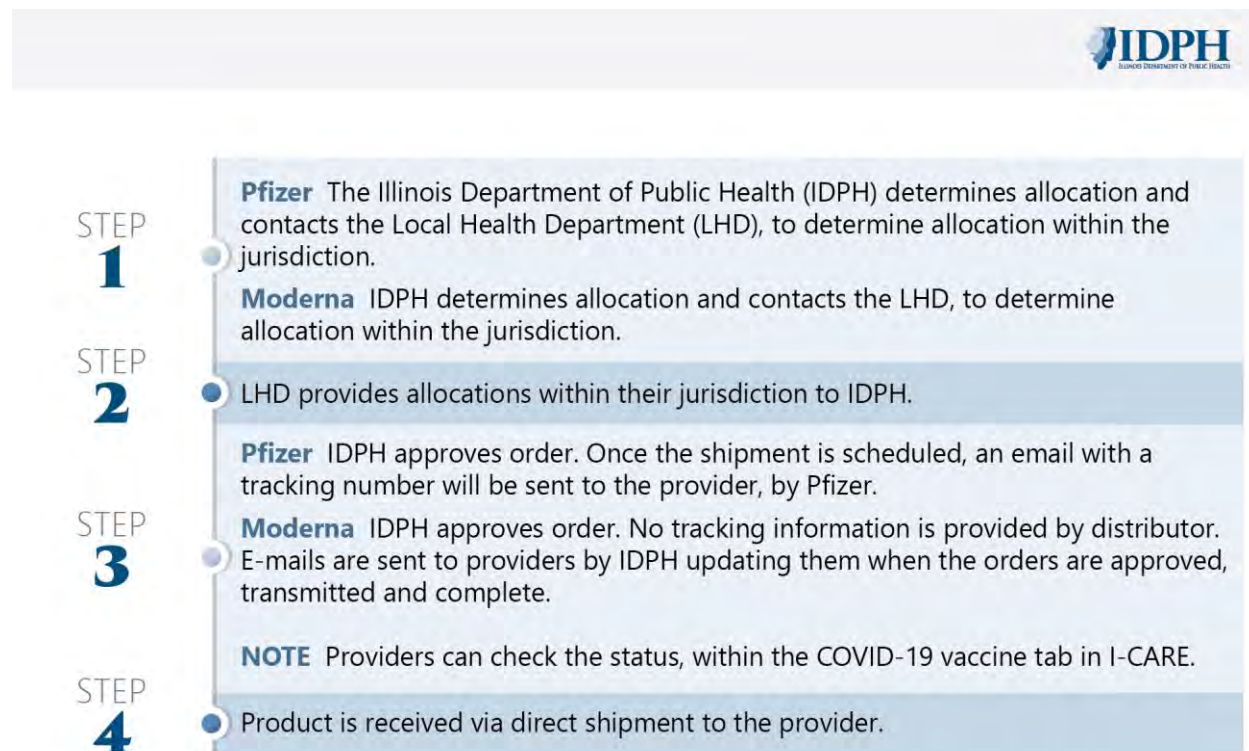 IDPH
ILLINOIS DEPARTMENT OF PUBLIC HEALTH
STEP
1
Pfizer The Illinois Department of Public Health (IDPH) determines allocation and
contacts the Local Health Department (LHD), to determine allocation within the
jurisdiction.
Moderna IDPH determines allocation and contacts the LHD, to determine
allocation within the jurisdiction.
STEP
2
LHD provides allocations within their jurisdiction to IDPH.
STEP
3
Pfizer IDPH approves order. Once the shipment is scheduled, an email with a
tracking number will be sent to the provider, by Pfizer.
Moderna IDPH approves order. No tracking information is provided by distributor.
E-mails are sent to providers by IDPH updating them when the orders are approved,
transmitted and complete.
NOTE Providers can check the status, within the COVID-19 vaccine tab in I-CARE.
STEP
4
Product is received via direct shipment to the provider.